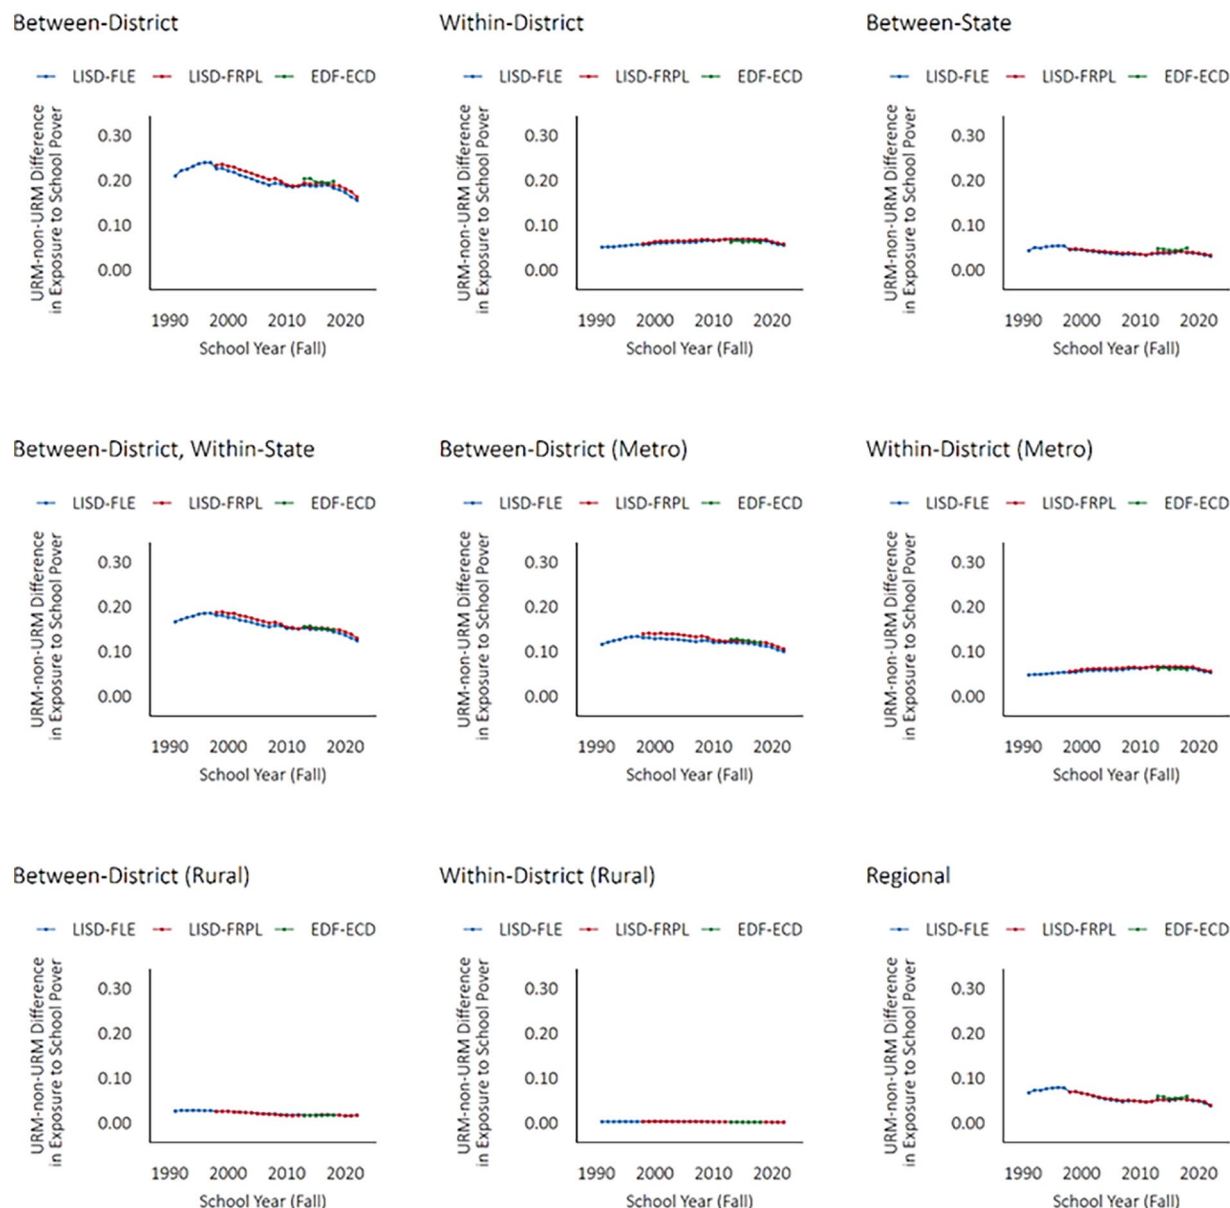 Between-District
LISD-FLE LISD-FRPL EDF-ECD
URM-non-URM Difference
in Exposure to School Pover
0.30
0.20
0.10
0.00
1990 2000 2010 2020
School Year (Fall)
Within-District
LISD-FLE LISD-FRPL EDF-ECD
URM-non-URM Difference
in Exposure to School Pover
0.30
0.20
0.10
0.00
1990 2000 2010 2020
School Year (Fall)
Between-State
LISD-FLE LISD-FRPL EDF-ECD
URM-non-URM Difference
in Exposure to School Pover
0.30
0.20
0.10
0.00
1990 2000 2010 2020
School Year (Fall)
Between-District, Within-State
LISD-FLE LISD-FRPL EDF-ECD
URM-non-URM Difference
in Exposure to School Pover
0.30
0.20
0.10
0.00
1990 2000 2010 2020
School Year (Fall)
Between-District (Metro)
LISD-FLE LISD-FRPL EDF-ECD
URM-non-URM Difference
in Exposure to School Pover
0.30
0.20
0.10
0.00
1990 2000 2010 2020
School Year (Fall)
Within-District (Metro)
LISD-FLE LISD-FRPL EDF-ECD
URM-non-URM Difference
in Exposure to School Pover
0.30
0.20
0.10
0.00
1990 2000 2010 2020
School Year (Fall)
Between-District (Rural)
LISD-FLE LISD-FRPL EDF-ECD
URM-non-URM Difference
in Exposure to School Pover
0.30
0.20
0.10
0.00
1990 2000 2010 2020
School Year (Fall)
Within-District (Rural)
LISD-FLE LISD-FRPL EDF-ECD
URM-non-URM Difference
in Exposure to School Pover
0.30
0.20
0.10
0.00
1990 2000 2010 2020
School Year (Fall)
Regional
LISD-FLE LISD-FRPL EDF-ECD
URM-non-URM Difference
in Exposure to School Pover
0.30
0.20
0.10
0.00
1990 2000 2010 2020
School Year (Fall)